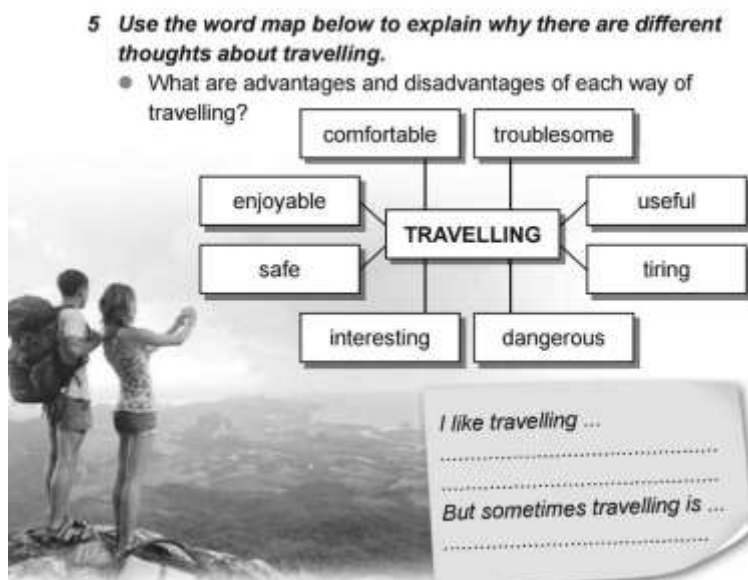 5 Use the word map below to explain why there are different
thoughts about travelling.
● What are advantages and disadvantages of each way of
travelling?
comfortable
troublesome
enjoyable
useful
TRAVELLING
safe
tiring
interesting
dangerous
I like travelling ...
................................................
................................................
But sometimes travelling is ...
................................................